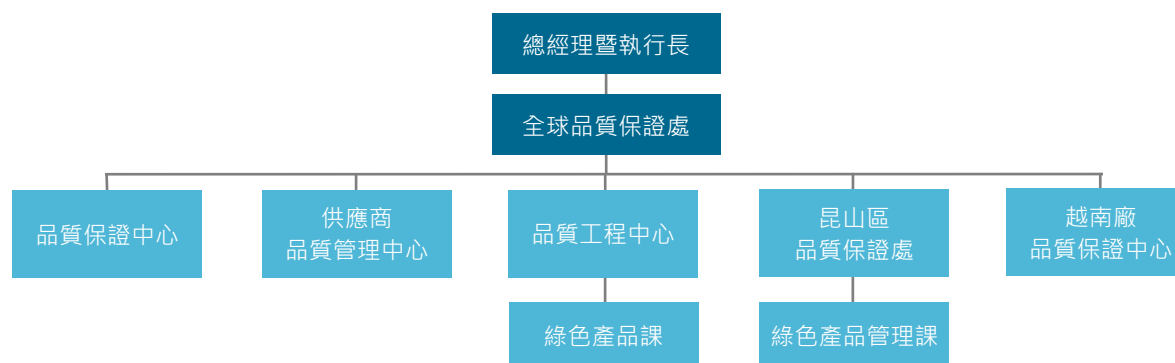 總經理暨執行長
全球品質保證處
品質保證中心
供應商
品質管理中心
品質工程中心
昆山區
品質保證處
越南廠
品質保證中心
綠色產品課
綠色產品管理課